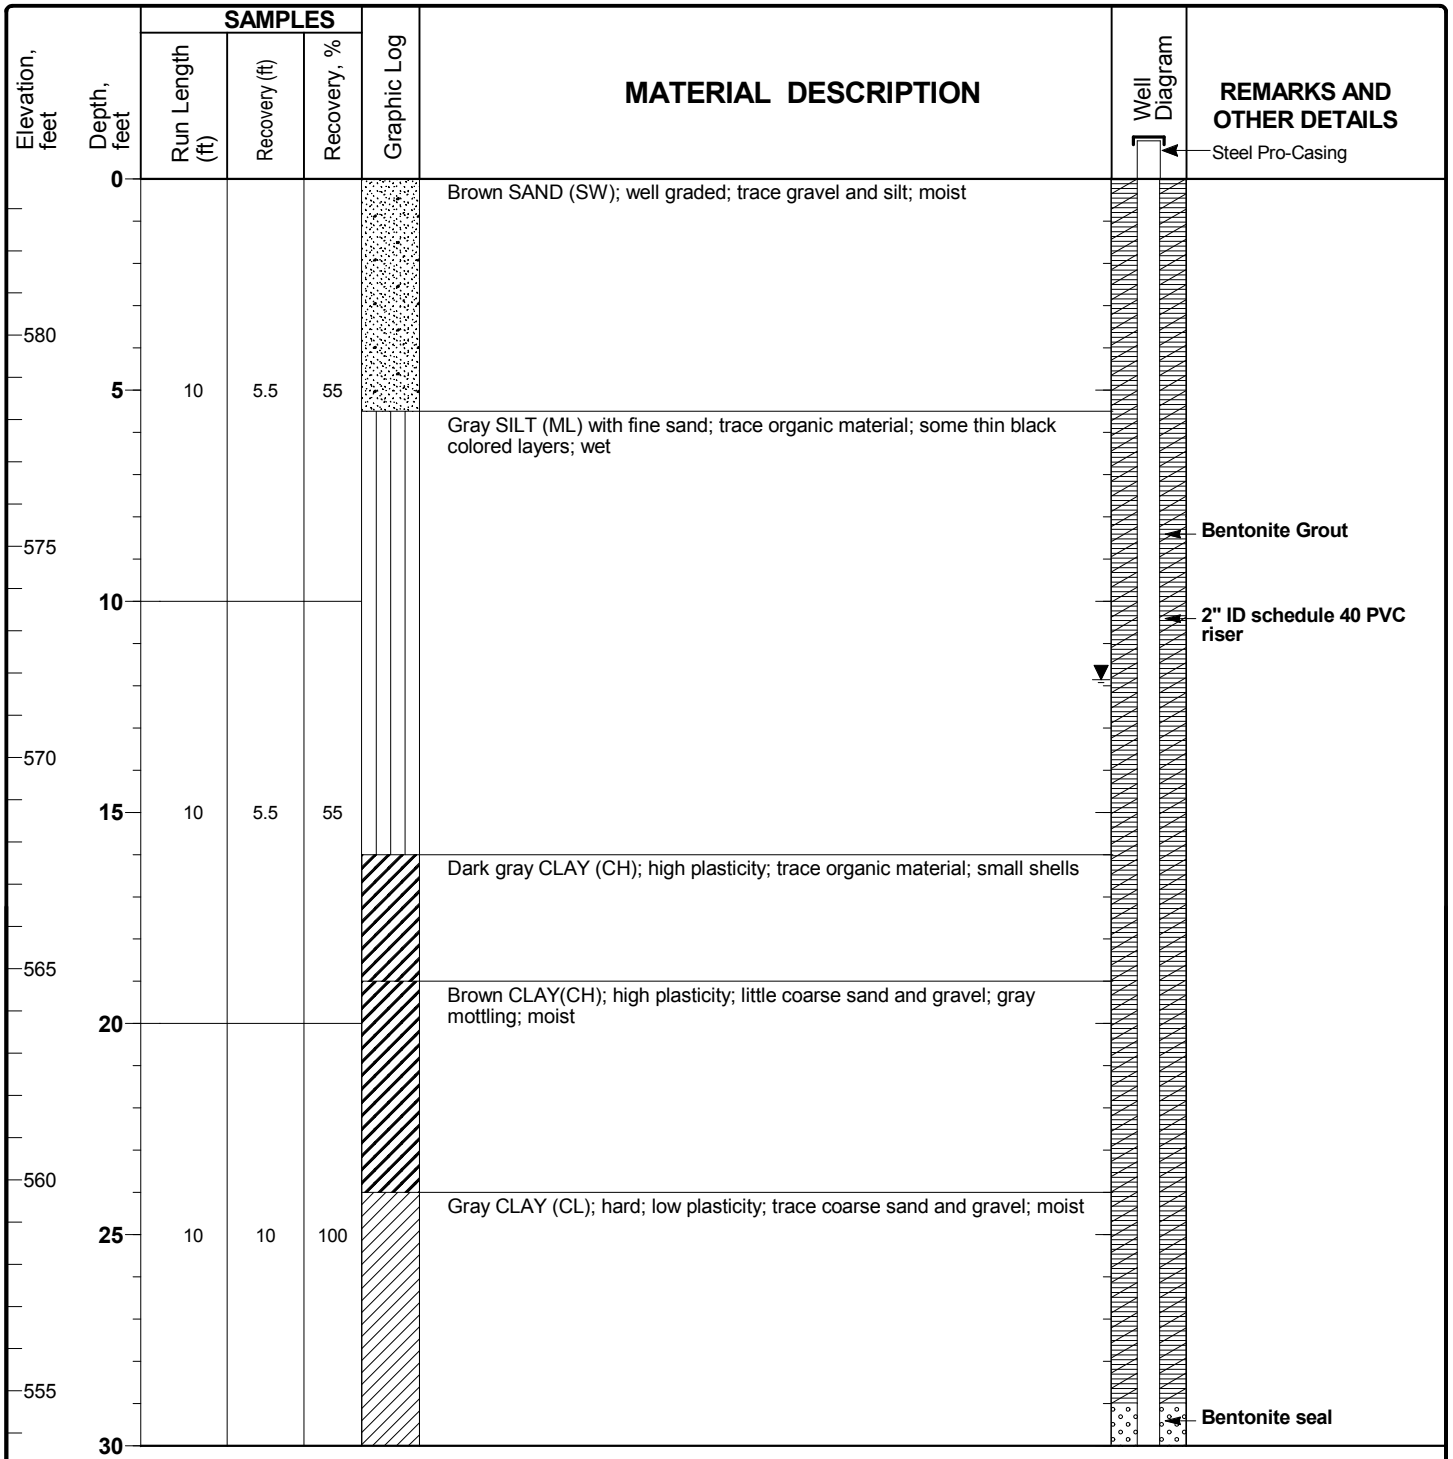 SAMPLES
Elevation,
feet
Depth,
feet
Run Length
(ft)
Recovery (ft)
Recovery, %
Graphic Log
MATERIAL DESCRIPTION
Well
Diagram
REMARKS AND
OTHER DETAILS
Steel Pro-Casing
0
Brown SAND (SW); well graded; trace gravel and silt; moist
580
5
10 5.5 55
Gray SILT (ML) with fine sand; trace organic material; some thin black
colored layers; wet
575
Bentonite Grout
10
2" ID schedule 40 PVC
riser
570
15
10 5.5 55
Dark gray CLAY (CH); high plasticity; trace organic material; small shells
565
Brown CLAY(CH); high plasticity; little coarse sand and gravel; gray
mottling; moist
20
560
Gray CLAY (CL); hard; low plasticity; trace coarse sand and gravel; moist
25
10 10 100
555
Bentonite seal
30